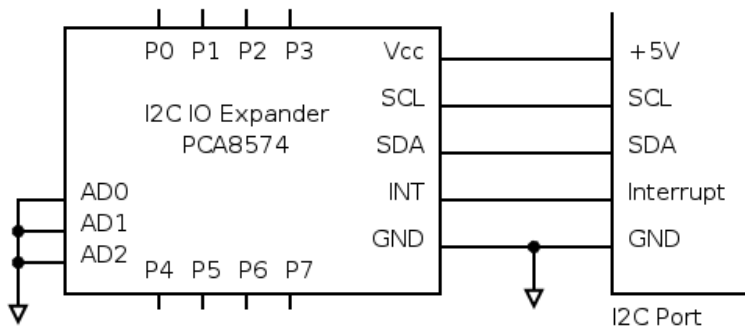 P0 P1 P2 P3
Vcc
SCL
SDA
INT
GND
I2C IO Expander
PCA8574
AD0
AD1
AD2
P4 P5 P6 P7
+5V
SCL
SDA
Interrupt
GND
I2C Port